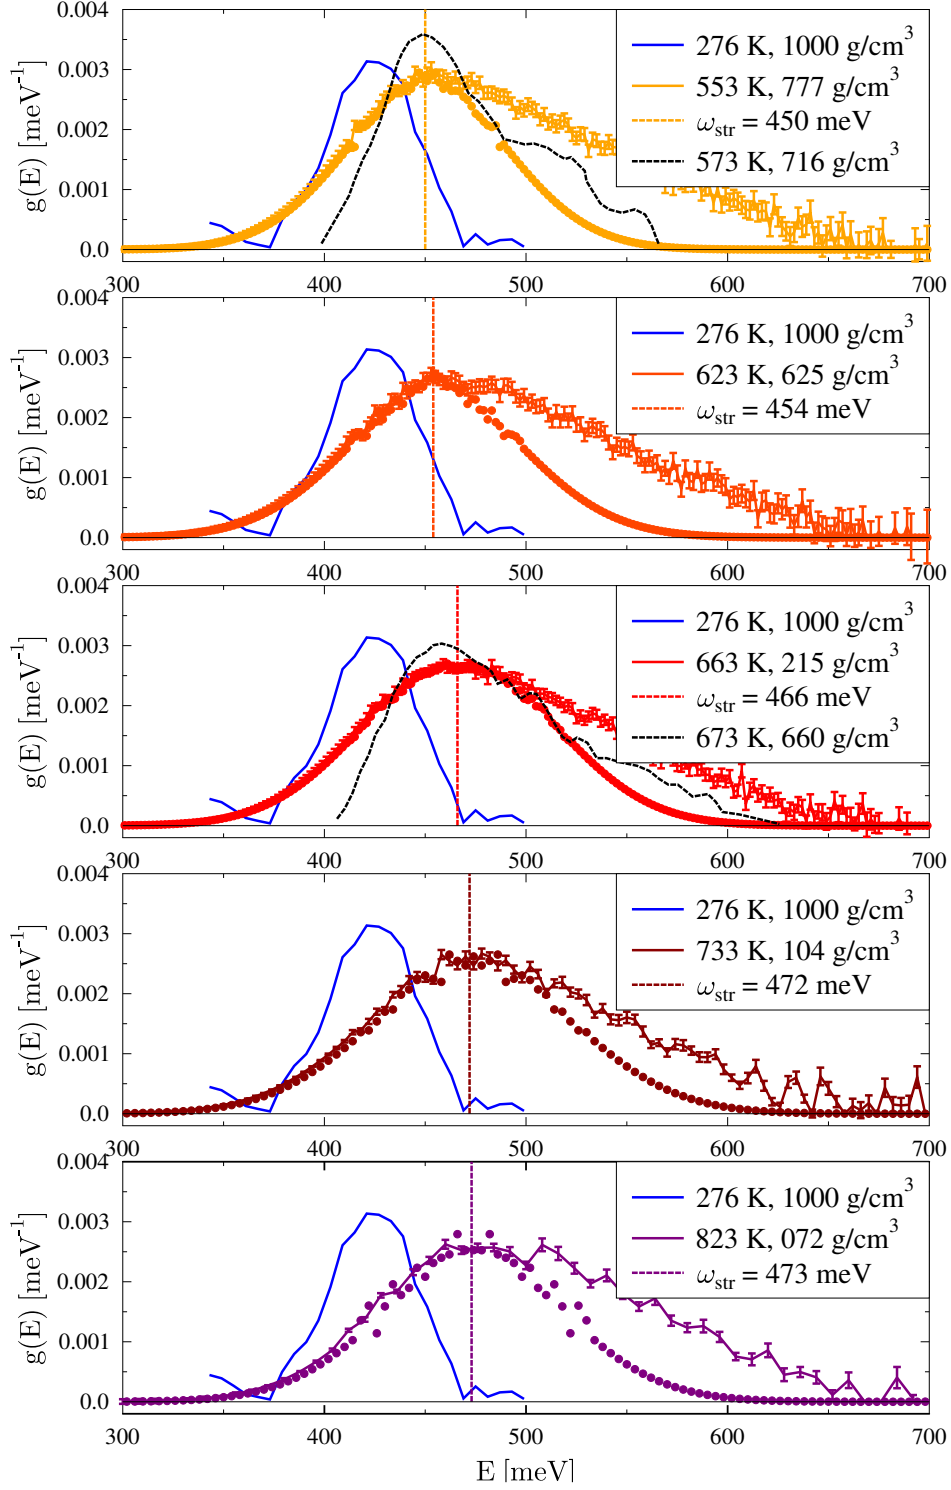 0.004
0.003
0.002
0.001
0.0
g(E) [meV⁻¹]
276 K, 1000 g/cm³
553 K, 777 g/cm³
ω_str = 450 meV
573 K, 716 g/cm³
300 400 500 600 700
0.004
0.003
0.002
0.001
0.0
g(E) [meV⁻¹]
276 K, 1000 g/cm³
623 K, 625 g/cm³
ω_str = 454 meV
300 400 500 600 700
0.004
0.003
0.002
0.001
0.0
g(E) [meV⁻¹]
276 K, 1000 g/cm³
663 K, 215 g/cm³
ω_str = 466 meV
673 K, 660 g/cm³
300 400 500 600 700
0.004
0.003
0.002
0.001
0.0
g(E) [meV⁻¹]
276 K, 1000 g/cm³
733 K, 104 g/cm³
ω_str = 472 meV
300 400 500 600 700
0.004
0.003
0.002
0.001
0.0
g(E) [meV⁻¹]
276 K, 1000 g/cm³
823 K, 072 g/cm³
ω_str = 473 meV
300 400 500 600 700
E [meV]